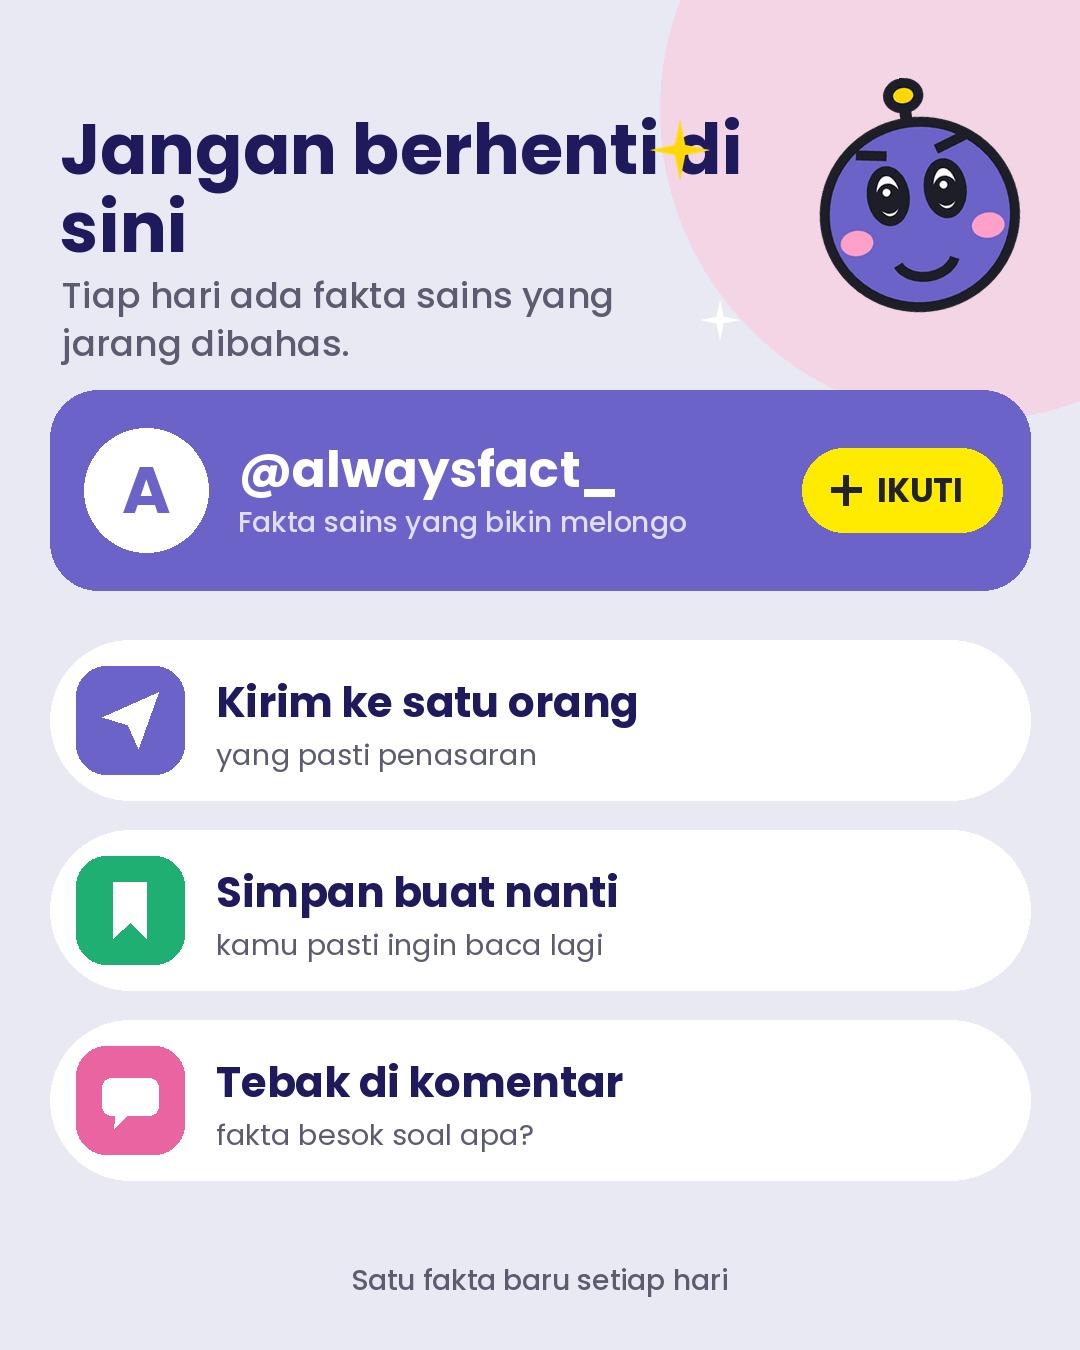 Jangan berhenti di
sini
Tiap hari ada fakta sains yang
jarang dibahas.
A
@alwaysfact_
Fakta sains yang bikin melongo
+ IKUTI
Kirim ke satu orang
yang pasti penasaran
Simpan buat nanti
kamu pasti ingin baca lagi
Tebak di komentar
fakta besok soal apa?
Satu fakta baru setiap hari